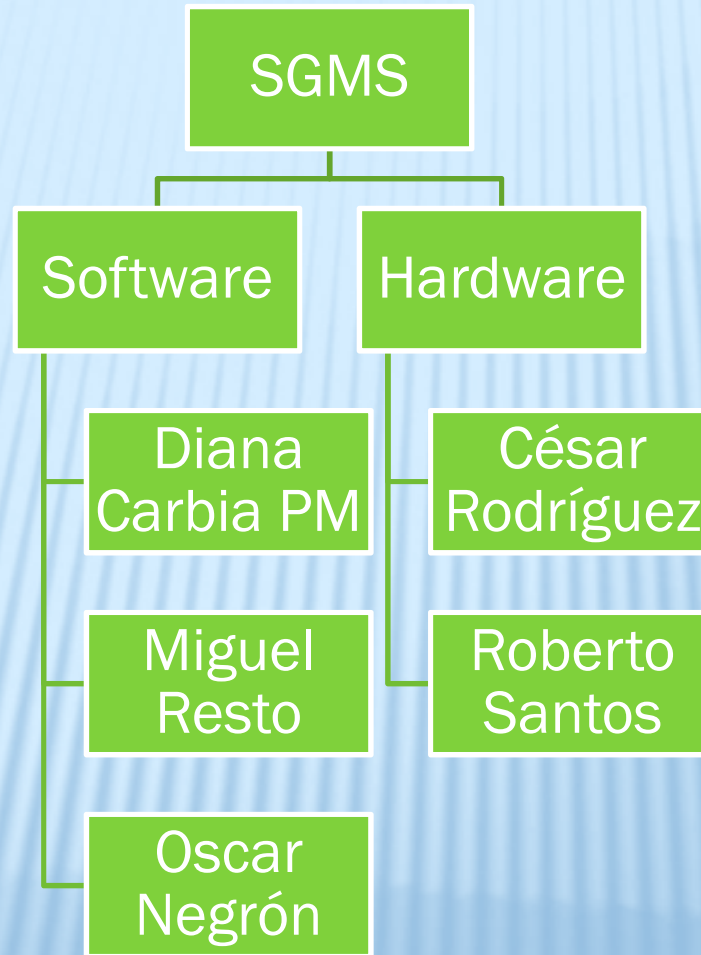 SGMS
Software
Hardware
Diana
Carbia PM
César
Rodríguez
Miguel
Resto
Roberto
Santos
Oscar
Negrón